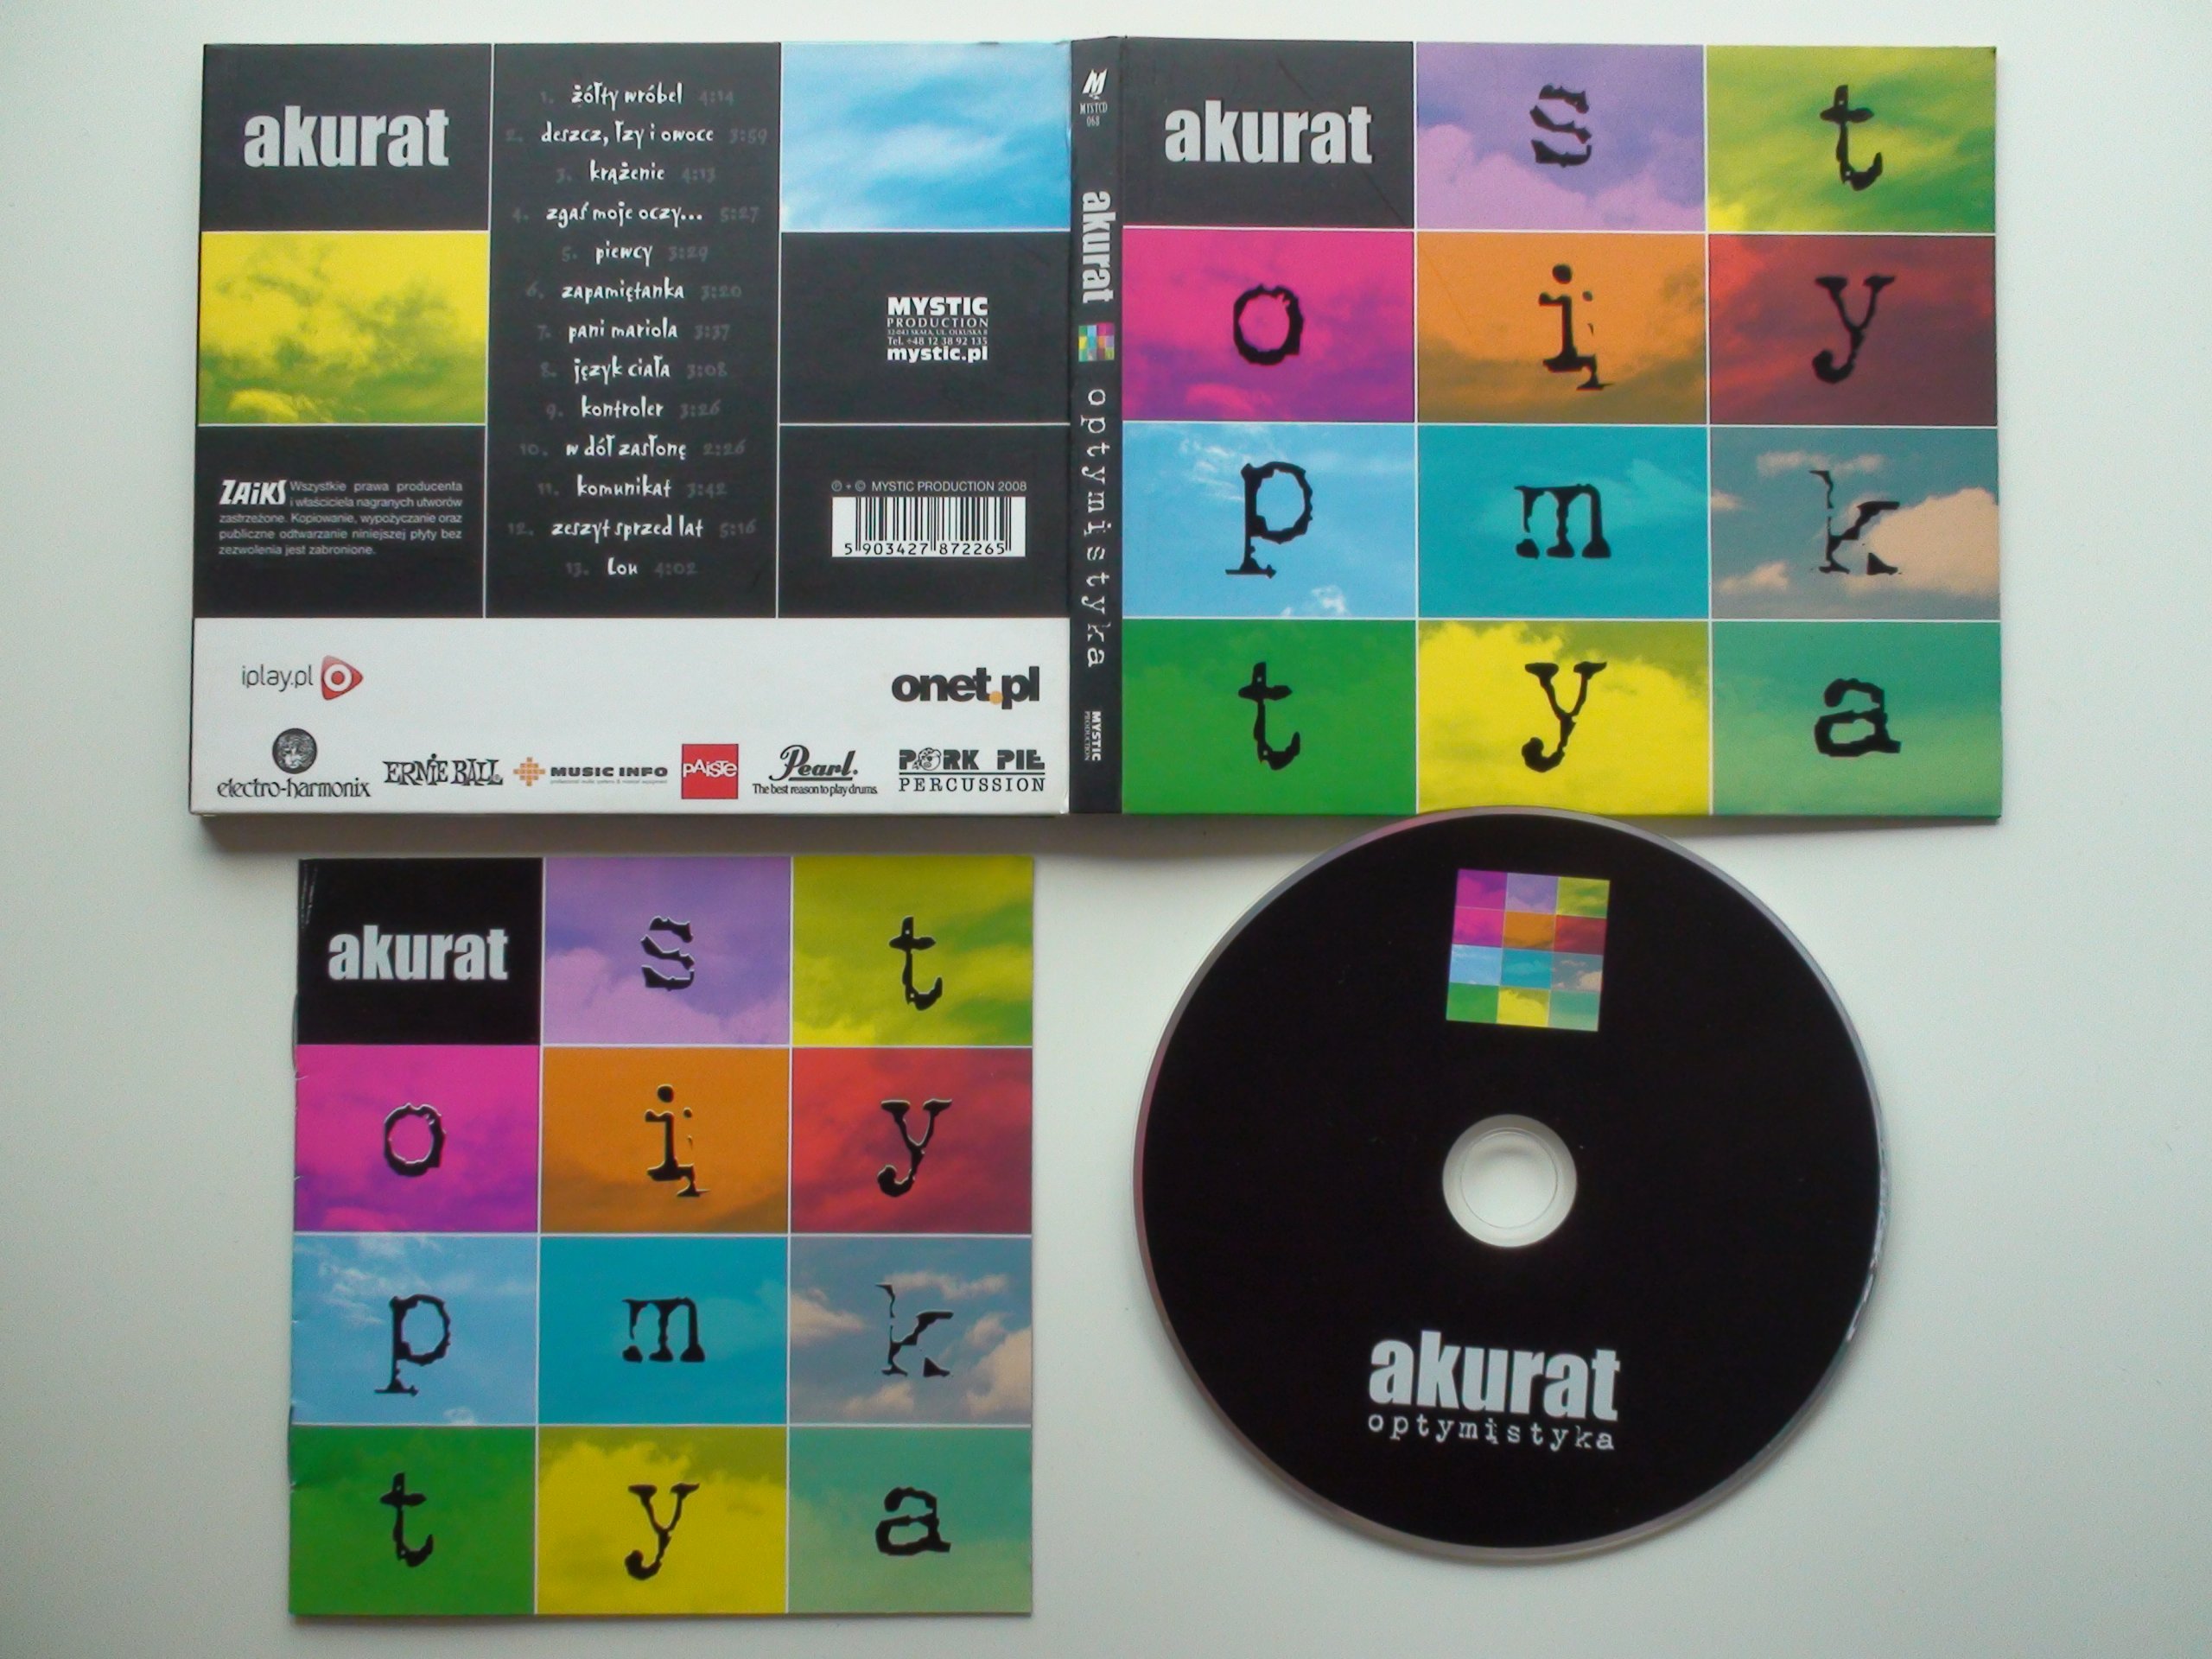 akurat
1. żółty wróbel 4:14
2. deszcz, łzy i owoce 3:59
3. krążenie 4:13
4. zgaś moje oczy... 5:27
5. piewcy 3:29
6. zapamiętanka 3:20
7. pani mariola 3:37
8. język ciała 3:08
9. kontroler 3:26
10. w dół zasłonę 2:26
11. komunikat 3:42
12. zeszyt sprzed lat 5:16
13. Lou 4:02
MYSTIC
PRODUCTION
Tel. +48 12 38 92 135
mystic.pl
ZAiKS Wszystkie prawa producenta
i właściciela nagranych utworów
zastrzeżone. Kopiowanie, wypożyczanie oraz
publiczne odtwarzanie niniejszej płyty bez
zezwolenia jest zabronione.
℗ • © MYSTIC PRODUCTION 2008
5 903427 872265
iplay.pl
onet.pl
electro-harmonix
ERNIE BALL
MUSIC INFO
PAiSTe
Pearl.
The best reason to play drums.
PORK PIE
PERCUSSION
M
MYSTCD
068
akurat
optymistyka
MYSTIC
PRODUCTION
akurat s t
o i y
p m k
t y a
akurat s t
o i y
p m k
t y a
akurat
optymistyka